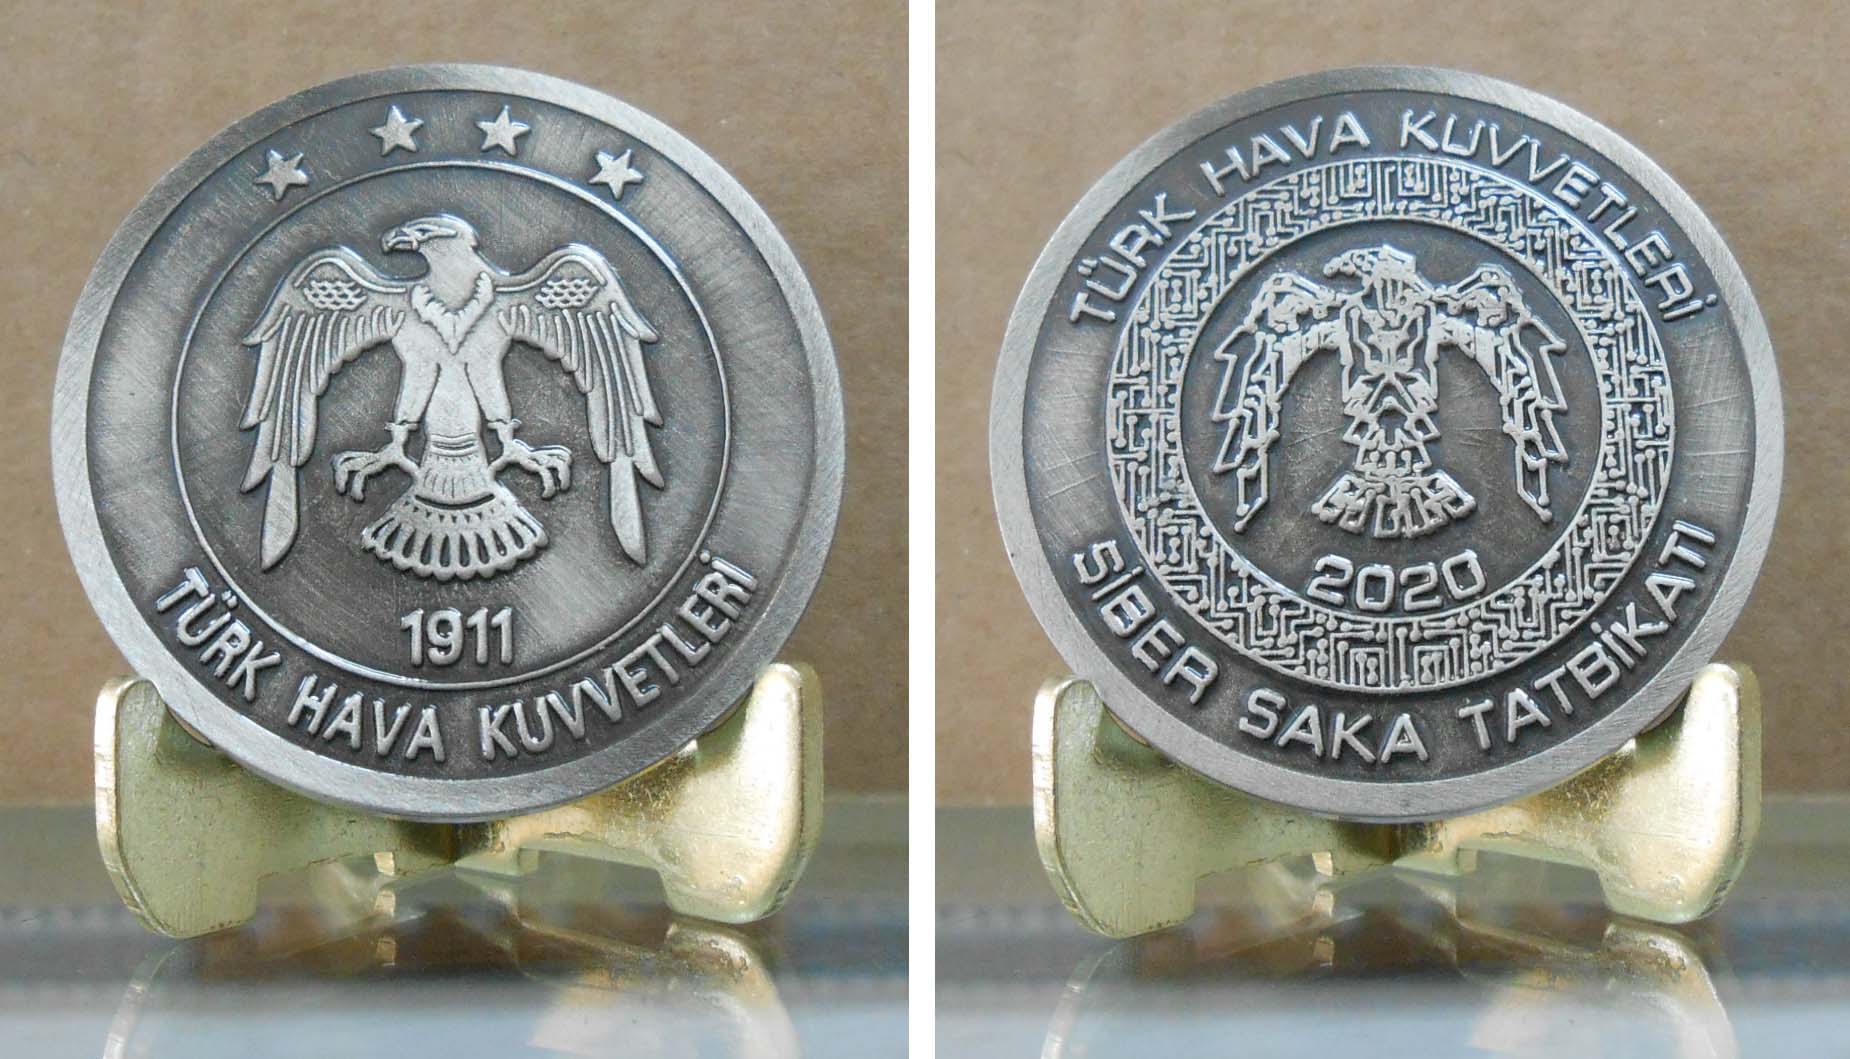 1911
TÜRK HAVA KUVVETLERİ
TÜRK HAVA KUVVETLERİ
2020
SİBER SAKA TATBİKATI